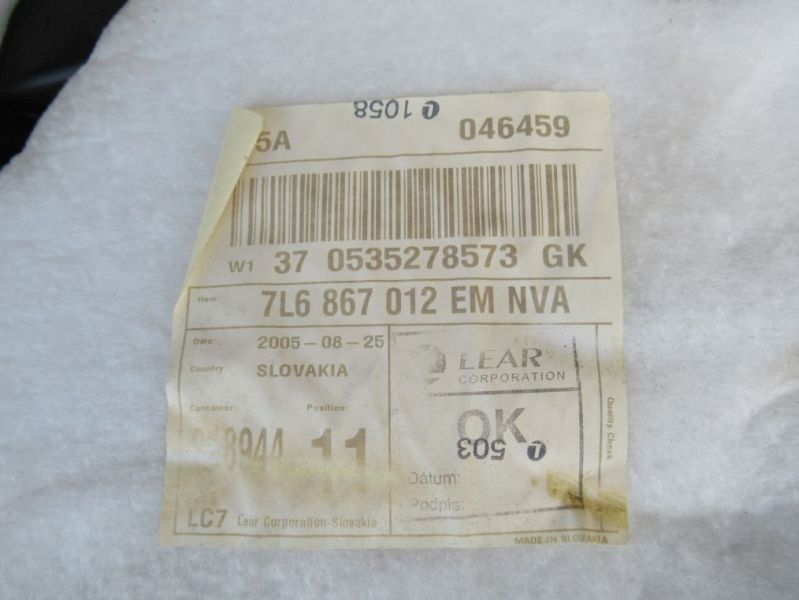 1058
5A 046459
W1 37 0535278573 GK
Item: 7L6 867 012 EM NVA
Date: 2005-08-25
Country SLOVAKIA
LEAR
CORPORATION
Quality Check
Container: Position:
8944 11
OK
503
Dátum:
Podpis:
LC7 Lear Corporation Slovakia
MADE IN SLOVAKIA